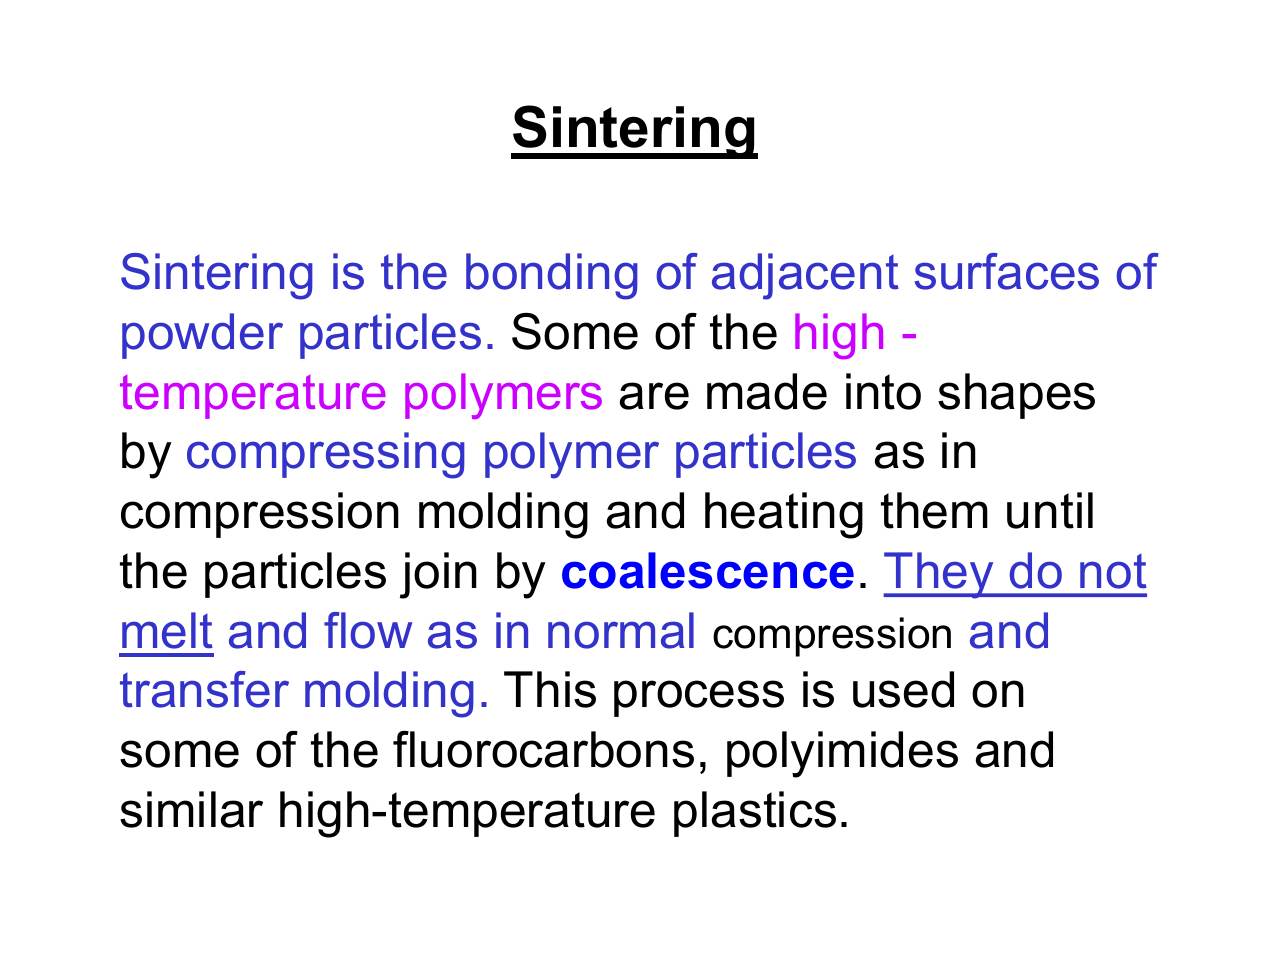 Sintering
Sintering is the bonding of adjacent surfaces of
powder particles. Some of the high -
temperature polymers are made into shapes
by compressing polymer particles as in
compression molding and heating them until
the particles join by coalescence. They do not
melt and flow as in normal compression and
transfer molding. This process is used on
some of the fluorocarbons, polyimides and
similar high-temperature plastics.